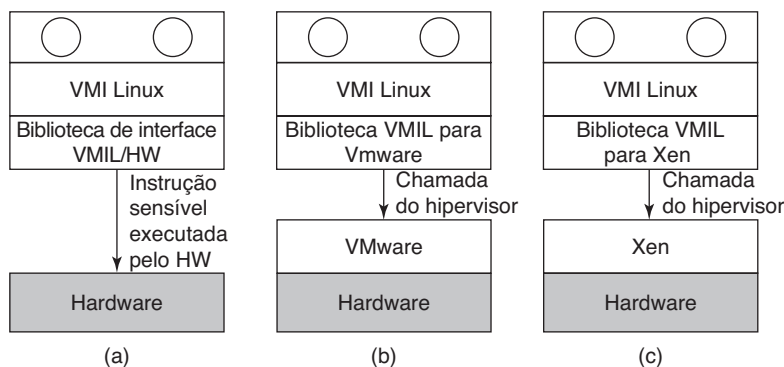 VMI Linux
Biblioteca de interface
VMIL/HW
Instrução
sensível
executada
pelo HW
Hardware
(a)
VMI Linux
Biblioteca VMIL para
Vmware
Chamada
do hipervisor
VMware
Hardware
(b)
VMI Linux
Biblioteca VMIL
para Xen
Chamada
do hipervisor
Xen
Hardware
(c)